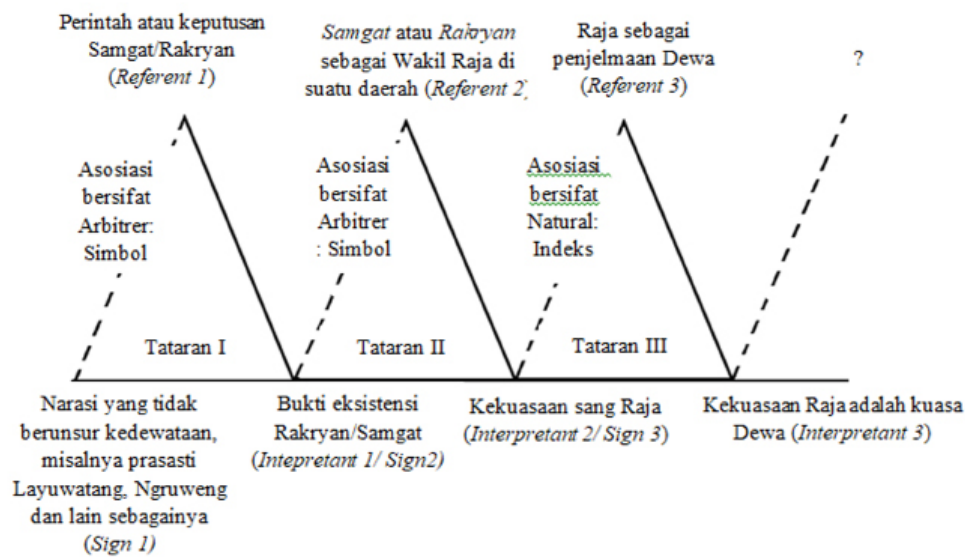 Perintah atau keputusan
Samgat/Rakryan
(Referent 1)
Samgat atau Rakryan
sebagai Wakil Raja di
suatu daerah (Referent 2)
Raja sebagai
penjelmaan Dewa
(Referent 3)
?
Asosiasi
bersifat
Arbitrer:
Simbol
Asosiasi
bersifat
Arbitrer
: Simbol
Asosiasi
bersifat
Natural:
Indeks
Tataran I
Tataran II
Tataran III
Narasi yang tidak
berunsur kedewataan,
misalnya prasasti
Layuwatang, Ngruweng
dan lain sebagainya
(Sign 1)
Bukti eksistensi
Rakryan/Samgat
(Intepretant 1/ Sign2)
Kekuasaan sang Raja
(Interpretant 2/ Sign 3)
Kekuasaan Raja adalah kuasa
Dewa (Interpretant 3)